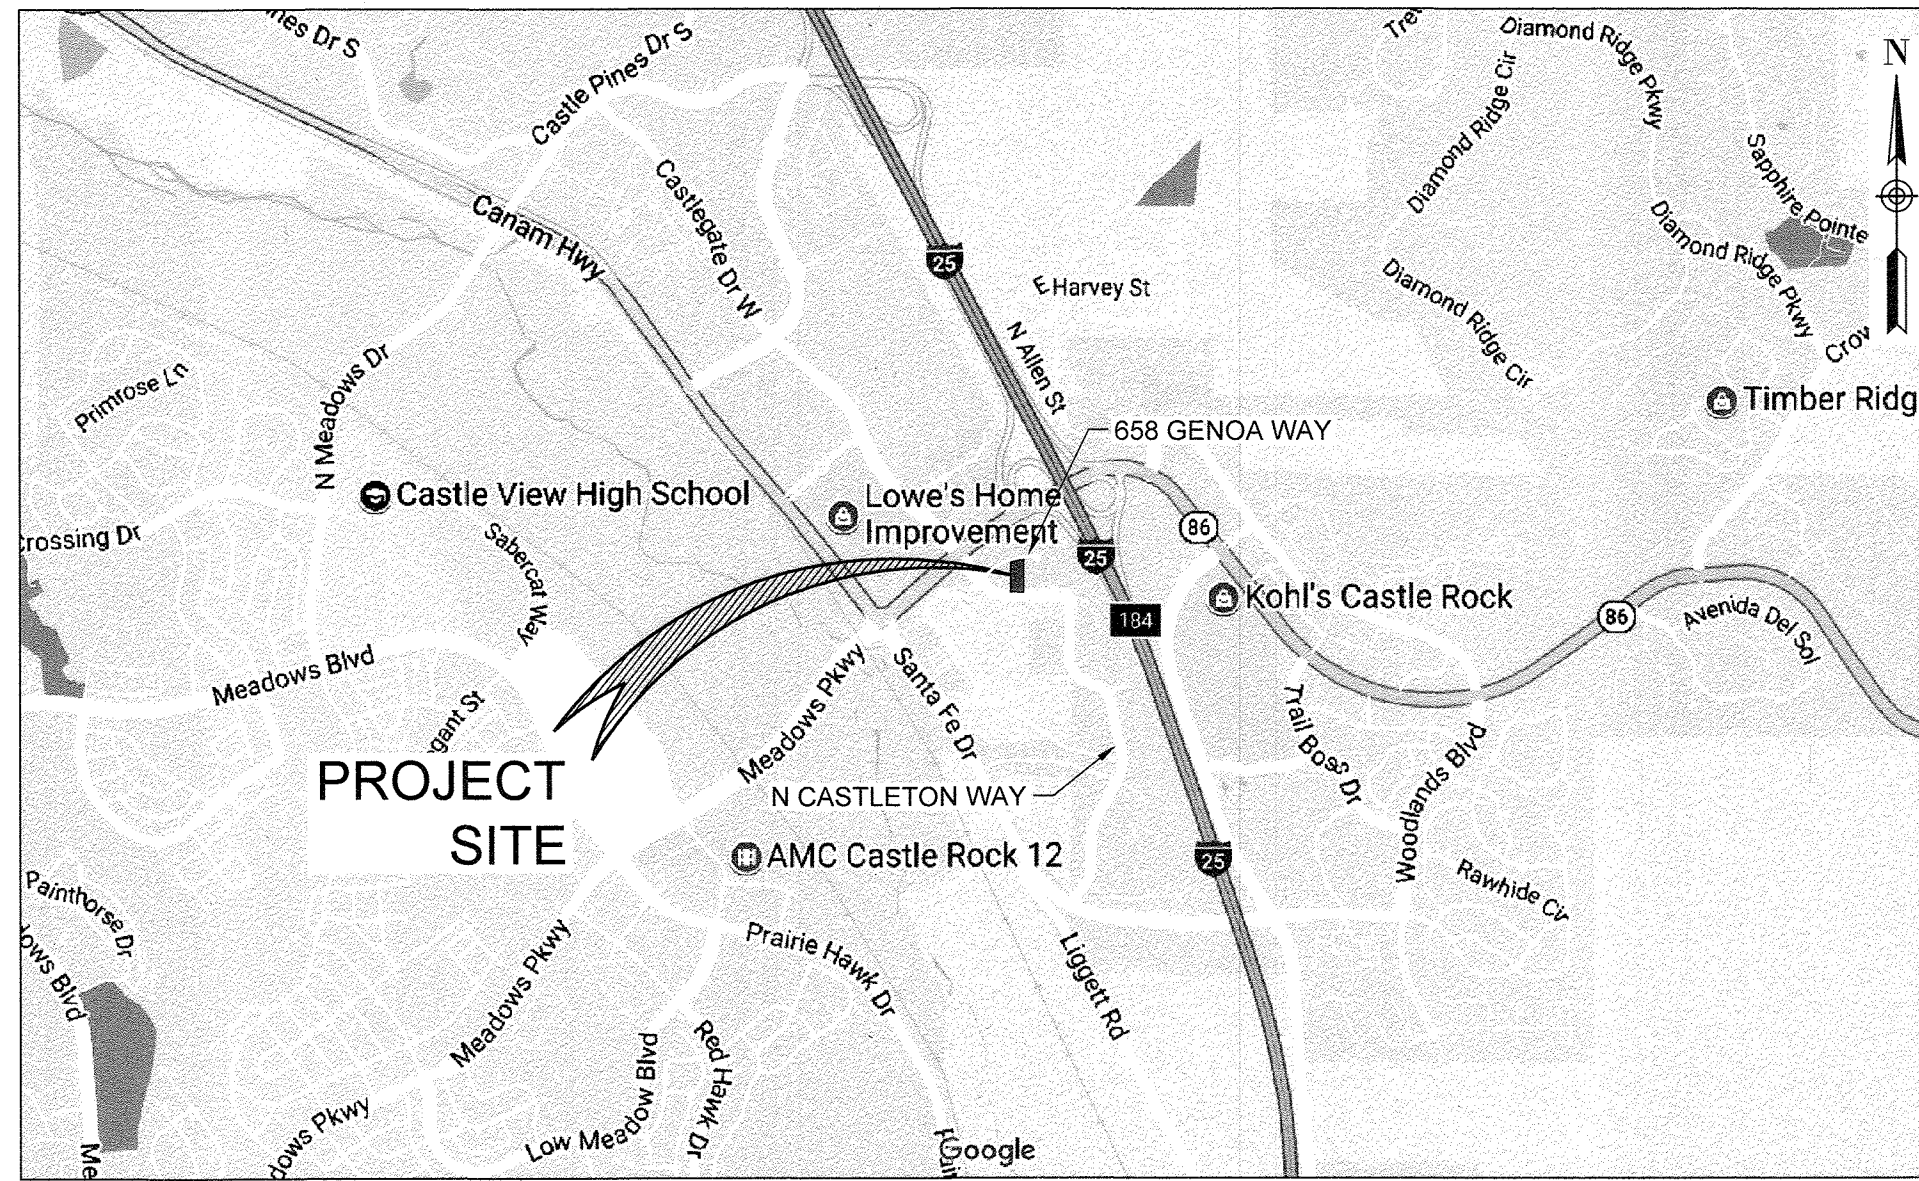 Castle Pines Dr S
Diamond Ridge Pkwy
N
Diamond Ridge Cir
Sapphire Pointe
Castlegate Dr W
Canam Hwy
Diamond Ridge Pkwy
25
E Harvey St
Diamond Ridge Cir
N Allen St
Primrose Ln
N Meadows Dr
Timber Ridg
658 GENOA WAY
Castle View High School
Lowe's Home
Improvement
86
Crossing Dr
Sabercat Way
25
Kohl's Castle Rock
184
86
Avenida Del Sol
Meadows Blvd
Meadows Pkwy
Santa Fe Dr
Trail Boss Dr
Woodlands Blvd
PROJECT
SITE
N CASTLETON WAY
AMC Castle Rock 12
25
Rawhide Cir
Painthorse Dr
Prairie Hawk Dr
Meadows Pkwy
Liggett Rd
Red Hawk Dr
Low Meadow Blvd
Google